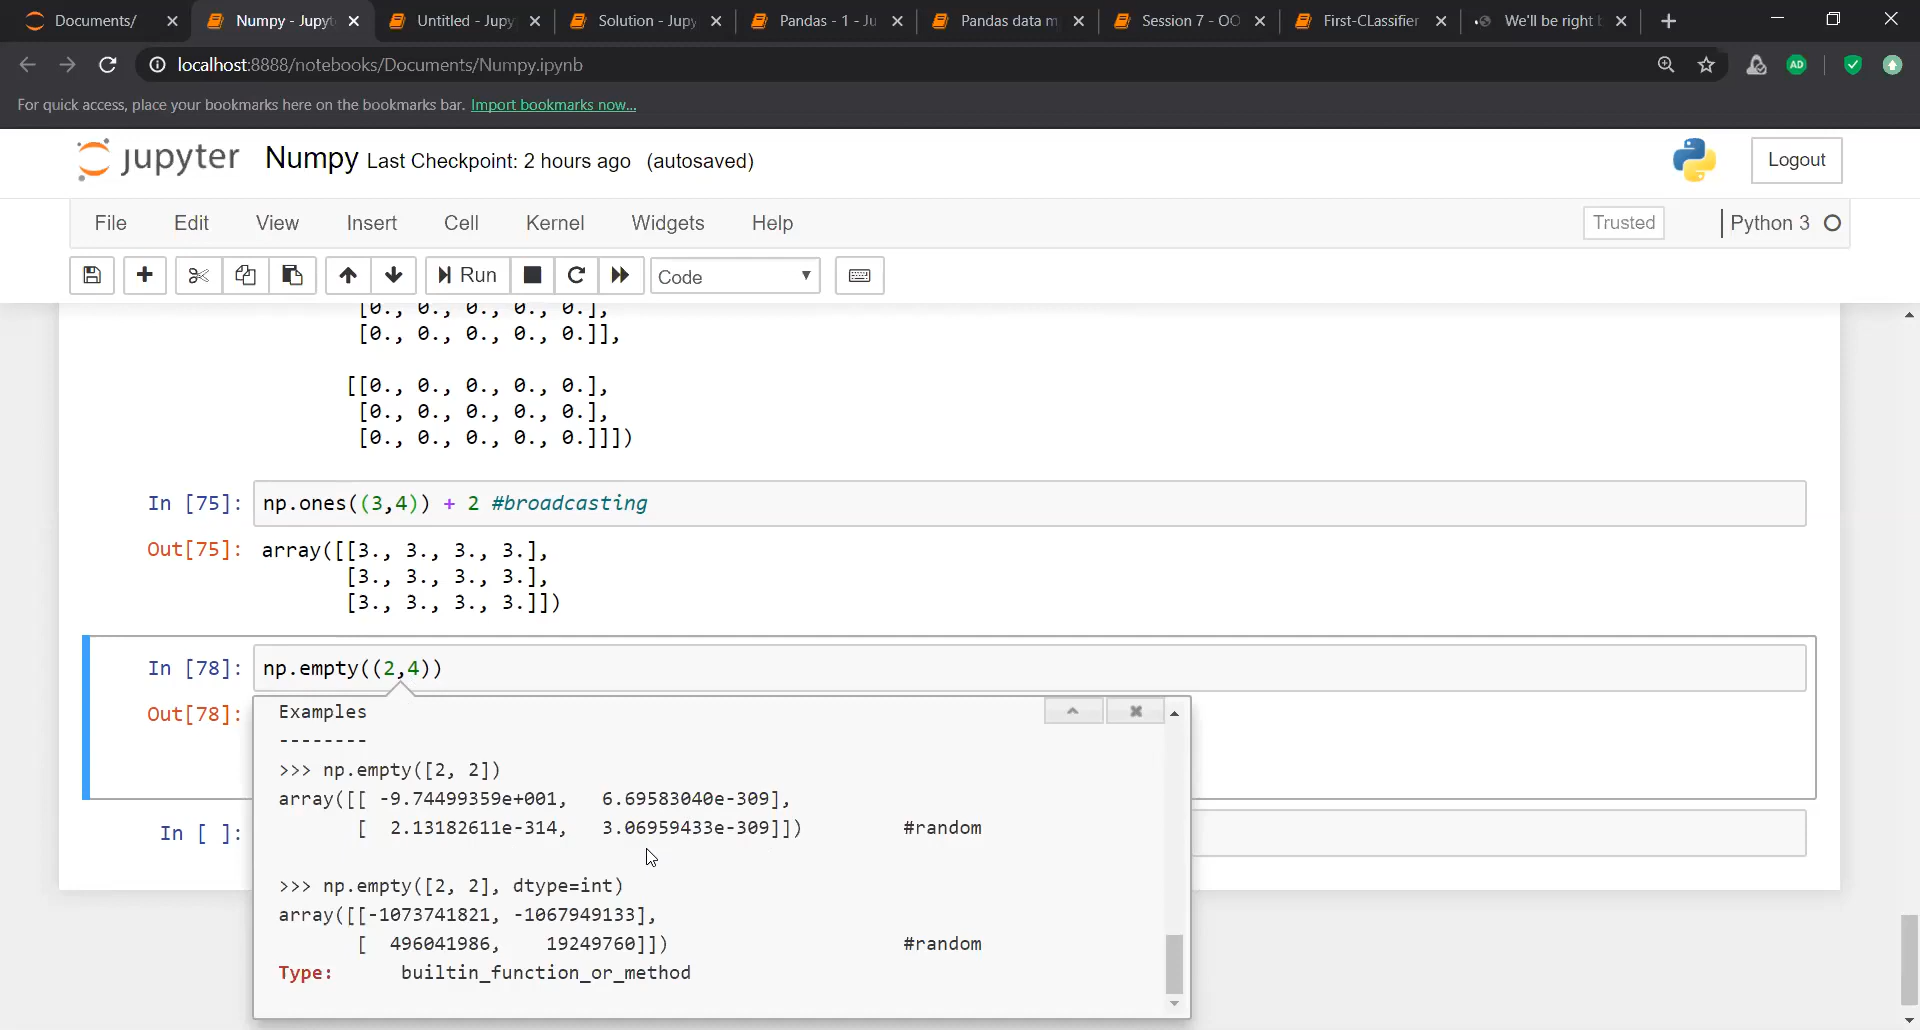 Documents/
Numpy - Jupyt
Untitled - Jupy
Solution - Jupy
Pandas - 1 - Ju
Pandas data m
Session 7 - OO
First-CLassifier
We'll be right b
localhost:8888/notebooks/Documents/Numpy.ipynb
AD
For quick access, place your bookmarks here on the bookmarks bar. Import bookmarks now...
jupyter Numpy Last Checkpoint: 2 hours ago (autosaved)
Logout
File Edit View Insert Cell Kernel Widgets Help
Trusted
Python 3
Run
Code
[0., 0., 0., 0., 0.],
[0., 0., 0., 0., 0.]],
[[0., 0., 0., 0., 0.],
[0., 0., 0., 0., 0.],
[0., 0., 0., 0., 0.]]])
In [75]: np.ones((3,4)) + 2 #broadcasting
Out[75]: array([[3., 3., 3., 3.],
[3., 3., 3., 3.],
[3., 3., 3., 3.]])
In [78]: np.empty((2,4))
Out[78]:
Examples
--------
>>> np.empty([2, 2])
array([[ -9.74499359e+001, 6.69583040e-309],
[ 2.13182611e-314, 3.06959433e-309]]) #random
>>> np.empty([2, 2], dtype=int)
array([[-1073741821, -1067949133],
[ 496041986, 19249760]]) #random
Type: builtin_function_or_method
In [ ]: